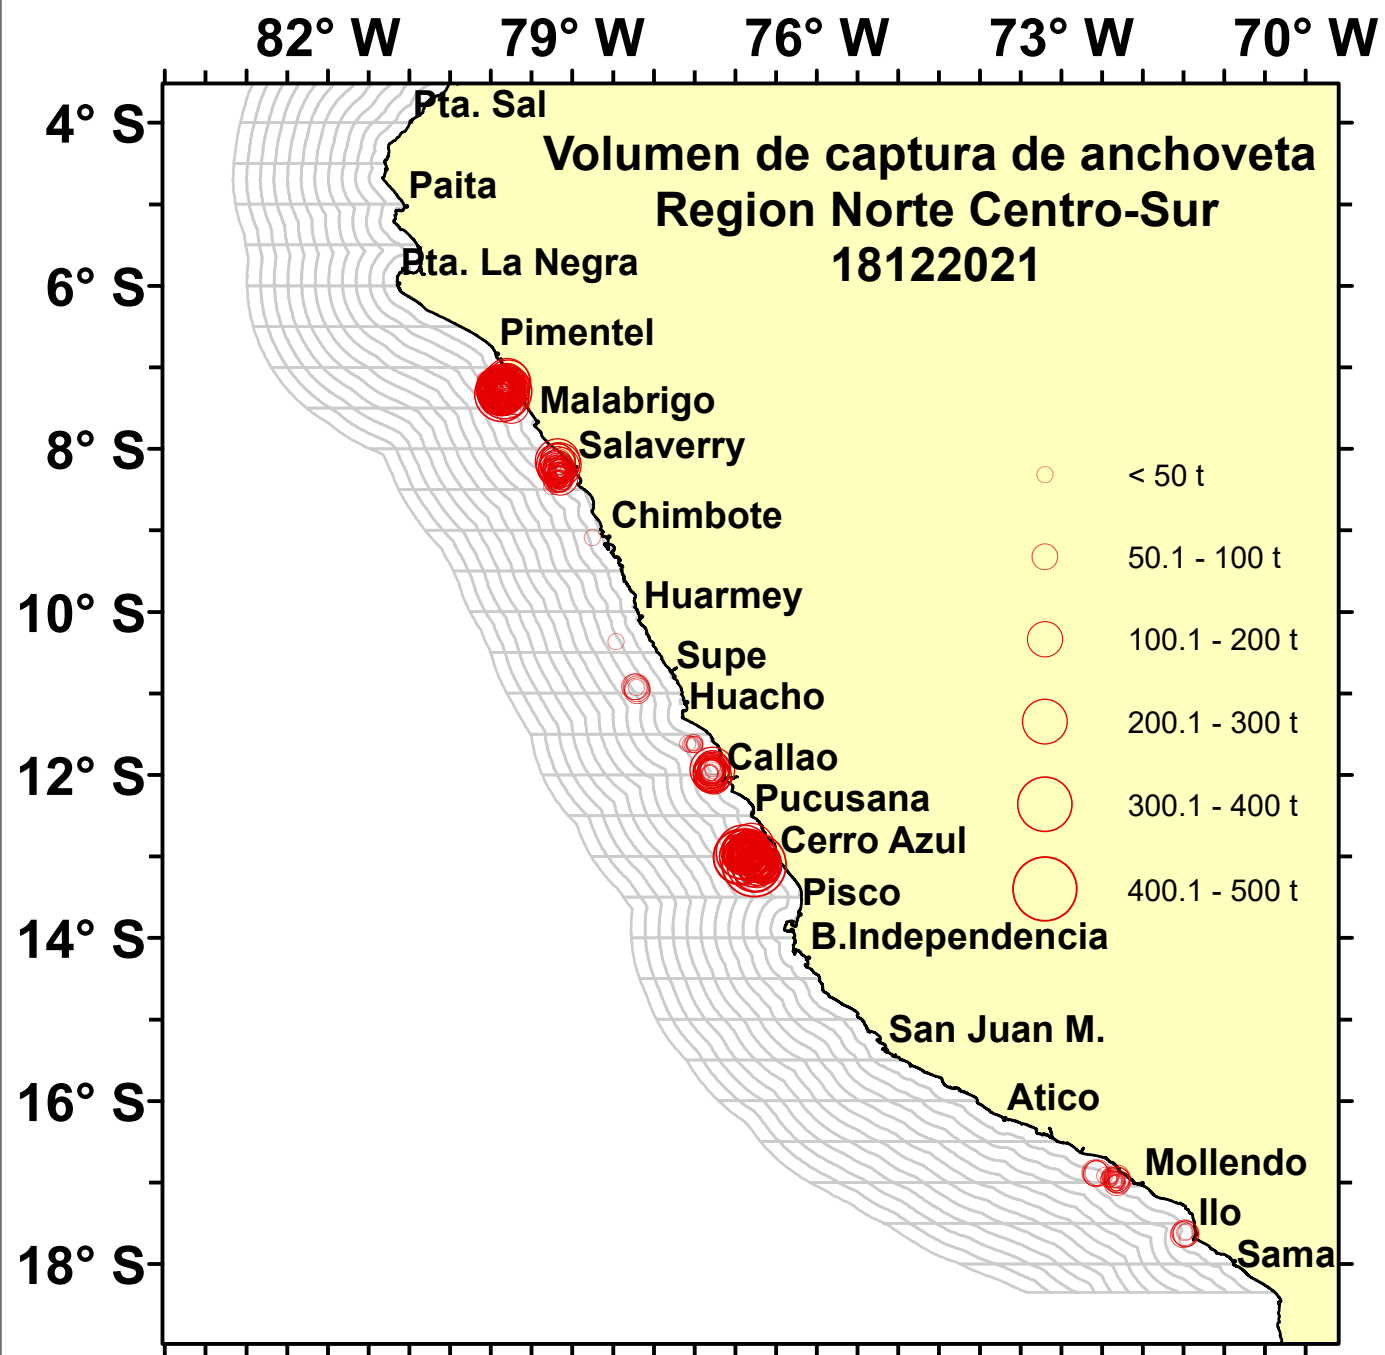 82° W 79° W 76° W 73° W 70° W
4° S
6° S
8° S
10° S
12° S
14° S
16° S
18° S
Volumen de captura de anchoveta
Region Norte Centro-Sur
18122021
Pta. Sal
Paita
Pta. La Negra
Pimentel
Malabrigo
Salaverry
Chimbote
Huarmey
Supe
Huacho
Callao
Pucusana
Cerro Azul
Pisco
B.Independencia
San Juan M.
Atico
Mollendo
Ilo
Sama
< 50 t
50.1 - 100 t
100.1 - 200 t
200.1 - 300 t
300.1 - 400 t
400.1 - 500 t